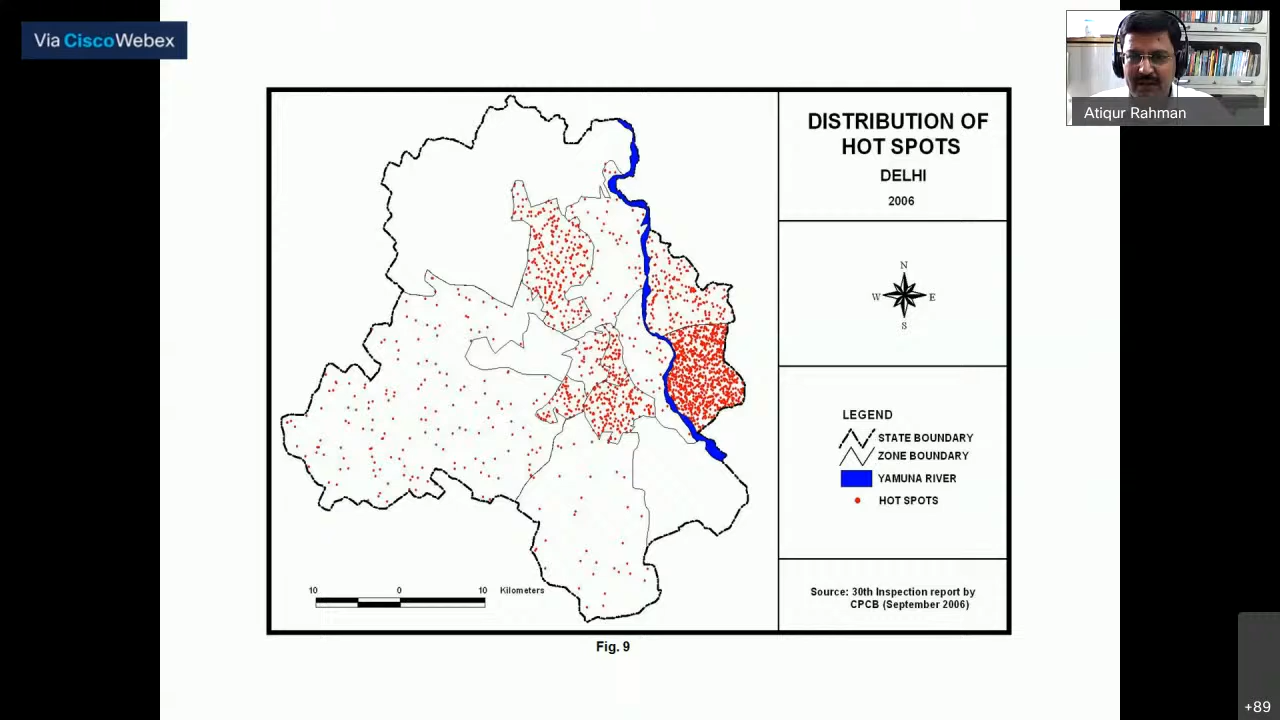 Via CiscoWebex
Atiqur Rahman
DISTRIBUTION OF
HOT SPOTS
DELHI
2006
N
W E
S
LEGEND
STATE BOUNDARY
ZONE BOUNDARY
YAMUNA RIVER
HOT SPOTS
10 0 10 Kilometers
Source: 30th Inspection report by
CPCB (September 2006)
Fig. 9
+89